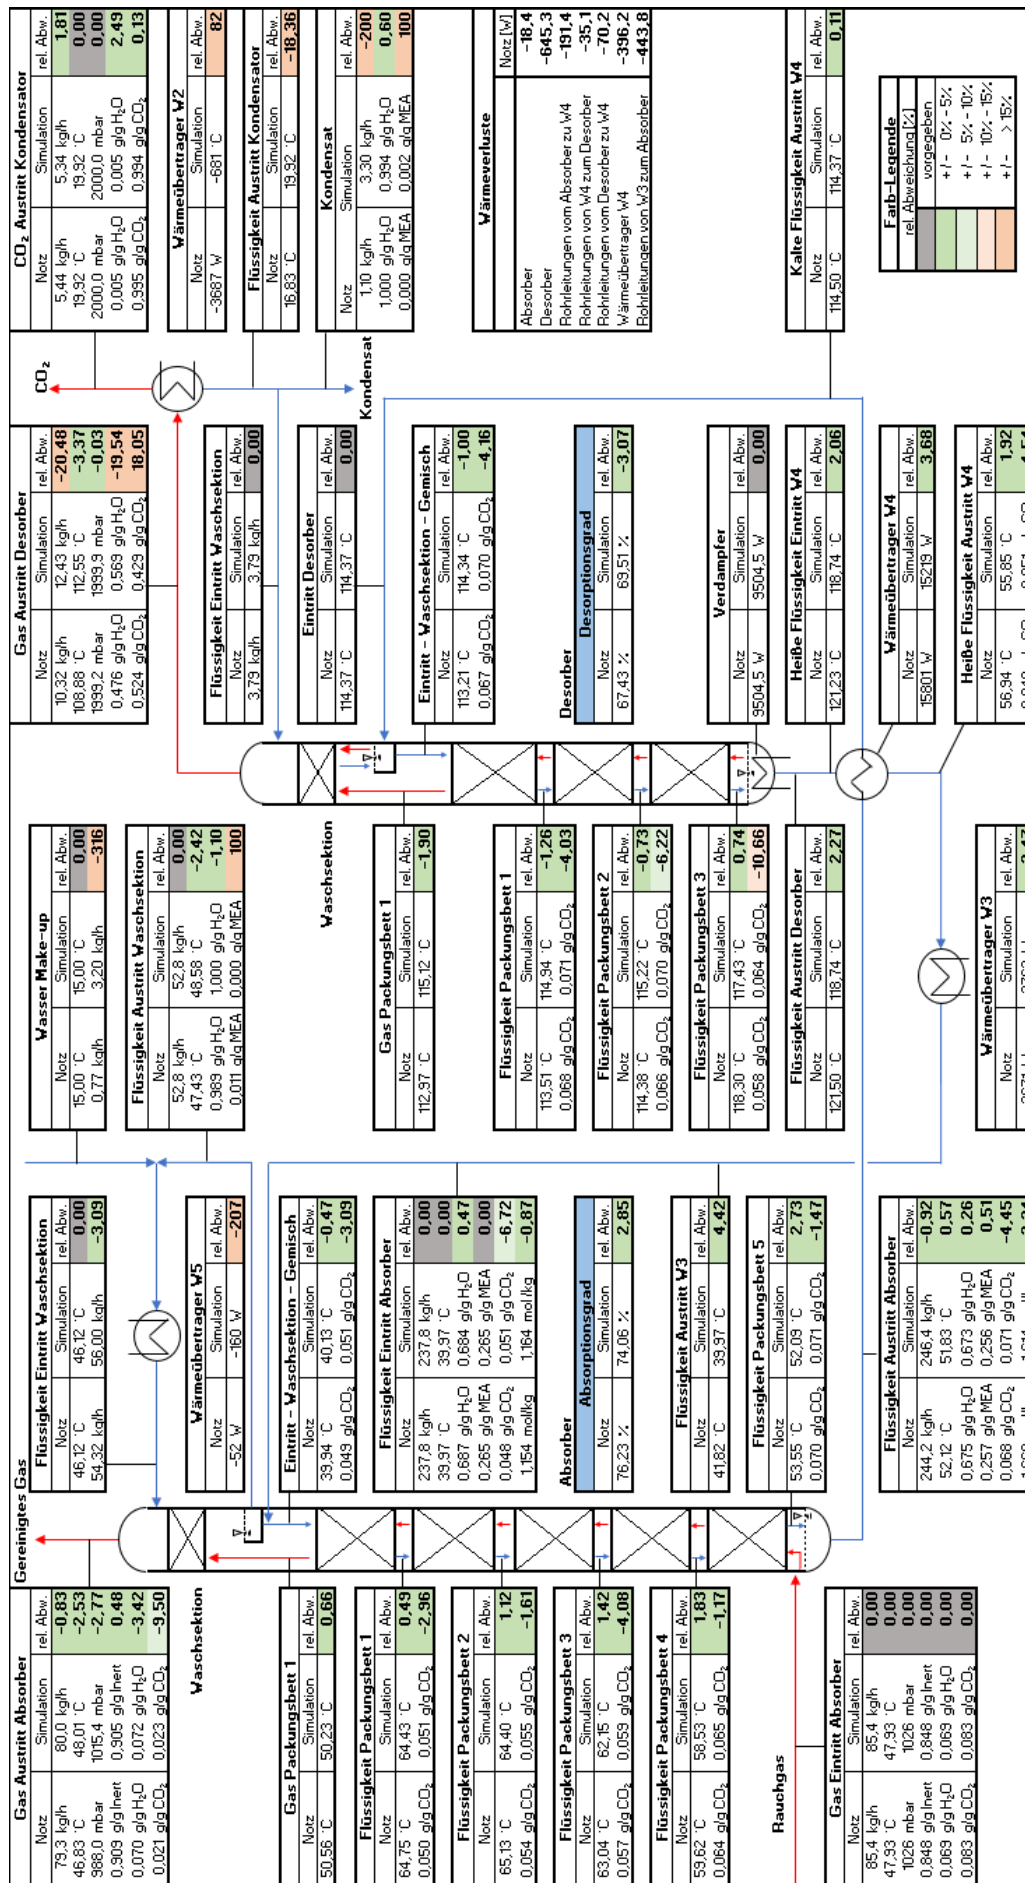 Gas Austritt Absorber
Notz Simulation rel. Abw.
79,3 kg/h 80,0 kg/h -0,83
46,83 °C 48,01 °C -2,53
988,0 mbar 1015,4 mbar -2,77
0,909 g/g Inert 0,905 g/g Inert 0,48
0,070 g/g H₂O 0,072 g/g H₂O -3,42
0,021 g/g CO₂ 0,023 g/g CO₂ -9,50
Waschsektion
Gas Packungsbett 1
Notz Simulation rel. Abw.
50,56 °C 50,23 °C 0,66
Flüssigkeit Packungsbett 1
Notz Simulation rel. Abw.
64,75 °C 64,43 °C 0,49
0,050 g/g CO₂ 0,051 g/g CO₂ -2,96
Flüssigkeit Packungsbett 2
Notz Simulation rel. Abw.
65,13 °C 64,40 °C 1,12
0,054 g/g CO₂ 0,055 g/g CO₂ -1,61
Flüssigkeit Packungsbett 3
Notz Simulation rel. Abw.
63,04 °C 62,15 °C 1,42
0,057 g/g CO₂ 0,059 g/g CO₂ -4,08
Flüssigkeit Packungsbett 4
Notz Simulation rel. Abw.
59,62 °C 58,53 °C 1,83
0,064 g/g CO₂ 0,065 g/g CO₂ -1,17
Rauchgas
Gas Eintritt Absorber
Notz Simulation rel. Abw.
85,4 kg/h 85,4 kg/h 0,00
47,93 °C 47,93 °C 0,00
1026 mbar 1026 mbar 0,00
0,848 g/g Inert 0,848 g/g Inert 0,00
0,069 g/g H₂O 0,069 g/g H₂O 0,00
0,083 g/g CO₂ 0,083 g/g CO₂ 0,00
Gereinigtes Gas
Flüssigkeit Eintritt Waschsektion
Notz Simulation rel. Abw.
46,12 °C 46,12 °C 0,00
54,32 kg/h 56,00 kg/h -3,09
Wärmeübertrager W5
Notz Simulation rel. Abw.
-52 W -160 W -207
Eintritt - Waschsektion - Gemisch
Notz Simulation rel. Abw.
39,94 °C 40,13 °C -0,47
0,049 g/g CO₂ 0,051 g/g CO₂ -3,09
Flüssigkeit Eintritt Absorber
Notz Simulation rel. Abw.
237,8 kg/h 237,8 kg/h 0,00
39,97 °C 39,97 °C 0,00
0,687 g/g H₂O 0,684 g/g H₂O 0,47
0,265 g/g MEA 0,265 g/g MEA 0,00
0,048 g/g CO₂ 0,051 g/g CO₂ -6,72
1,154 mol/kg 1,164 mol/kg -0,87
Absorber
Absorptionsgrad
Notz Simulation rel. Abw.
76,23 % 74,06 % 2,85
Flüssigkeit Austritt W3
Notz Simulation rel. Abw.
41,82 °C 39,97 °C 4,42
Flüssigkeit Packungsbett 5
Notz Simulation rel. Abw.
53,55 °C 52,09 °C 2,73
0,070 g/g CO₂ 0,071 g/g CO₂ -1,47
Flüssigkeit Austritt Absorber
Notz Simulation rel. Abw.
244,2 kg/h 246,4 kg/h -0,92
52,12 °C 51,83 °C 0,57
0,675 g/g H₂O 0,673 g/g H₂O 0,26
0,257 g/g MEA 0,256 g/g MEA 0,51
0,068 g/g CO₂ 0,071 g/g CO₂ -4,45
Wasser Make-up
Notz Simulation rel. Abw.
15,00 °C 15,00 °C 0,00
0,77 kg/h 3,20 kg/h -316
Flüssigkeit Austritt Waschsektion
Notz Simulation rel. Abw.
52,8 kg/h 52,8 kg/h 0,00
47,43 °C 48,58 °C -2,42
0,989 g/g H₂O 1,000 g/g H₂O -1,10
0,011 g/g MEA 0,000 g/g MEA 100
Waschsektion
Gas Packungsbett 1
Notz Simulation rel. Abw.
112,97 °C 115,12 °C -1,90
Flüssigkeit Packungsbett 1
Notz Simulation rel. Abw.
113,51 °C 114,94 °C -1,26
0,068 g/g CO₂ 0,071 g/g CO₂ -4,03
Flüssigkeit Packungsbett 2
Notz Simulation rel. Abw.
114,38 °C 115,22 °C -0,73
0,066 g/g CO₂ 0,070 g/g CO₂ -6,22
Flüssigkeit Packungsbett 3
Notz Simulation rel. Abw.
118,30 °C 117,43 °C 0,74
0,058 g/g CO₂ 0,064 g/g CO₂ -10,66
Flüssigkeit Austritt Desorber
Notz Simulation rel. Abw.
121,50 °C 118,74 °C 2,27
Wärmeübertrager W3
Notz Simulation rel. Abw.
Gas Austritt Desorber
Notz Simulation rel. Abw.
10,32 kg/h 12,43 kg/h -20,48
108,88 °C 112,55 °C -3,37
1999,2 mbar 1999,9 mbar -0,03
0,476 g/g H₂O 0,569 g/g H₂O -19,54
0,524 g/g CO₂ 0,429 g/g CO₂ 18,05
Flüssigkeit Eintritt Waschsektion
Notz Simulation rel. Abw.
3,79 kg/h 3,79 kg/h 0,00
Eintritt Desorber
Notz Simulation rel. Abw.
114,37 °C 114,37 °C 0,00
Eintritt - Waschsektion - Gemisch
Notz Simulation rel. Abw.
113,21 °C 114,34 °C -1,00
0,067 g/g CO₂ 0,070 g/g CO₂ -4,16
Desorber
Desorptionsgrad
Notz Simulation rel. Abw.
67,43 % 69,51 % -3,07
Verdampfer
Notz Simulation rel. Abw.
9504,5 W 9504,5 W 0,00
Heiße Flüssigkeit Eintritt W4
Notz Simulation rel. Abw.
121,23 °C 118,74 °C 2,06
Wärmeübertrager W4
Notz Simulation rel. Abw.
15801 W 15219 W 3,68
Heiße Flüssigkeit Austritt W4
Notz Simulation rel. Abw.
56,94 °C 55,85 °C 1,92
CO₂
Kondensat
CO₂ Austritt Kondensator
Notz Simulation rel. Abw.
5,44 kg/h 5,34 kg/h 1,81
19,92 °C 19,92 °C 0,00
2000,0 mbar 2000,0 mbar 0,00
0,005 g/g H₂O 0,005 g/g H₂O 2,49
0,995 g/g CO₂ 0,994 g/g CO₂ 0,13
Wärmeübertrager W2
Notz Simulation rel. Abw.
-3687 W -681 °C 82
Flüssigkeit Austritt Kondensator
Notz Simulation rel. Abw.
16,83 °C 19,92 °C -18,36
Kondensat
Notz Simulation rel. Abw.
1,10 kg/h 3,30 kg/h -200
1,000 g/g H₂O 0,994 g/g H₂O 0,60
0,000 g/g MEA 0,002 g/g MEA 100
Wärmeverluste
Notz [W]
Absorber -18,4
Desorber -645,3
Rohrleitungen vom Absorber zu W4 -191,4
Rohrleitungen von W4 zum Desorber -35,1
Rohrleitungen vom Desorber zu W4 -70,2
Wärmeübertrager W4 -396,2
Rohrleitungen von W3 zum Absorber -443,8
Kalte Flüssigkeit Austritt W4
Notz Simulation rel. Abw.
114,50 °C 114,37 °C 0,11
Farb-Legende
rel. Abweichung [%]
vorgegeben
+/- 0% - 5%
+/- 5% - 10%
+/- 10% - 15%
+/- > 15%